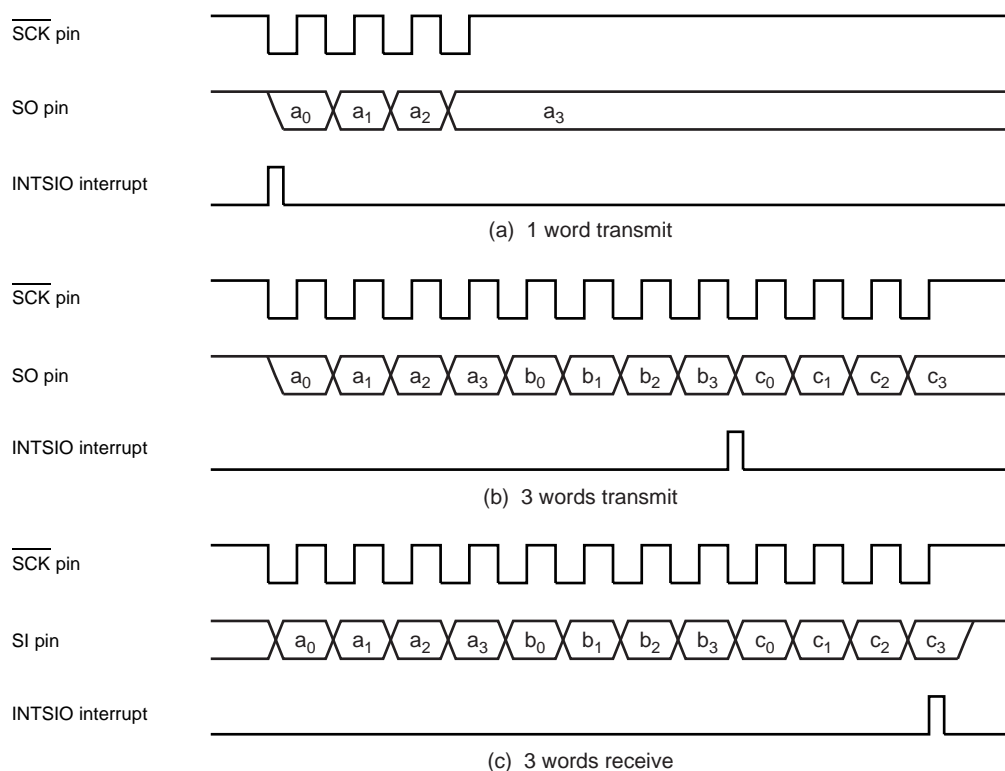 SCK pin
SO pin a₀ a₁ a₂ a₃
INTSIO interrupt
(a) 1 word transmit
SCK pin
SO pin a₀ a₁ a₂ a₃ b₀ b₁ b₂ b₃ c₀ c₁ c₂ c₃
INTSIO interrupt
(b) 3 words transmit
SCK pin
SI pin a₀ a₁ a₂ a₃ b₀ b₁ b₂ b₃ c₀ c₁ c₂ c₃
INTSIO interrupt
(c) 3 words receive